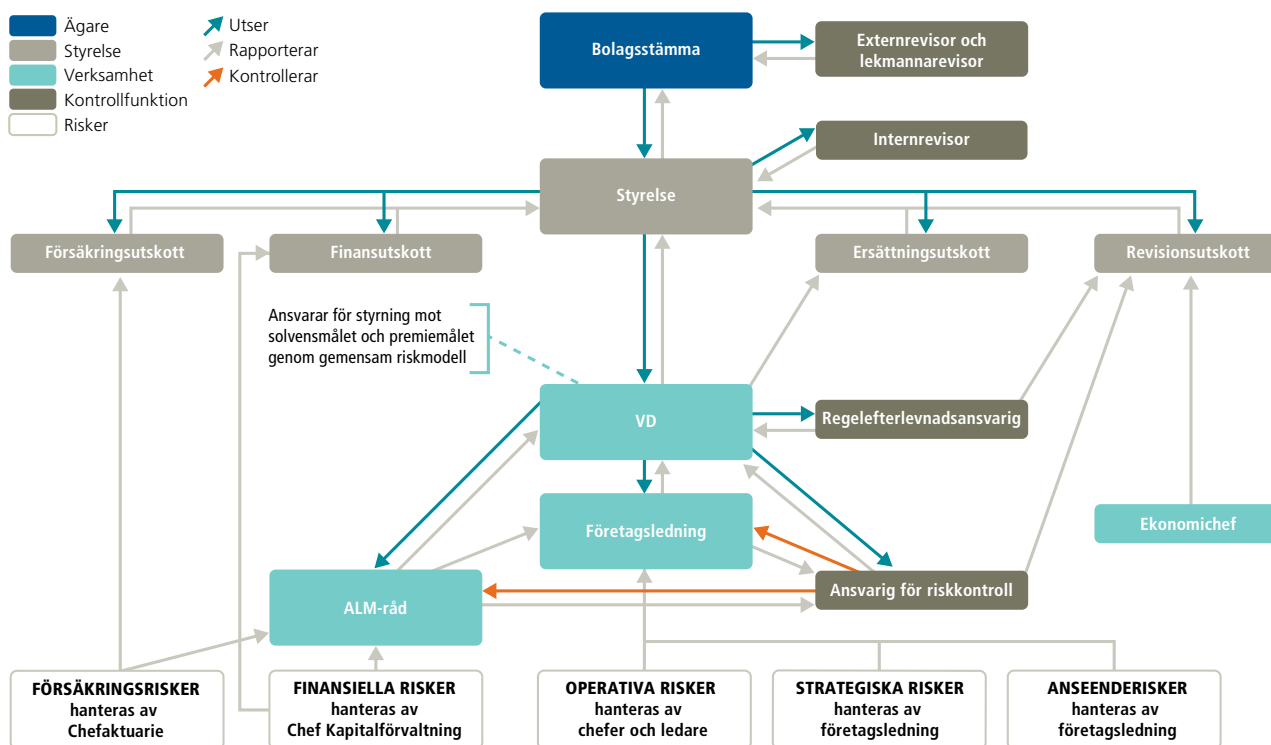 Ägare
Styrelse
Verksamhet
Kontrollfunktion
Risker
Utser
Rapporterar
Kontrollerar
Bolagsstämma
Externrevisor och
lekmannarevisor
Internrevisor
Styrelse
Försäkringsutskott
Finansutskott
Ersättningsutskott
Revisionsutskott
Ansvarar för styrning mot
solvensmålet och premiemålet
genom gemensam riskmodell
VD
Regelefterlevnadsansvarig
Företagsledning
Ekonomichef
ALM-råd
Ansvarig för riskkontroll
FÖRSÄKRINGSRISKER
hanteras av
Chefaktuarie
FINANSIELLA RISKER
hanteras av
Chef Kapitalförvaltning
OPERATIVA RISKER
hanteras av
chefer och ledare
STRATEGISKA RISKER
hanteras av
företagsledning
ANSEENDERISKER
hanteras av
företagsledning